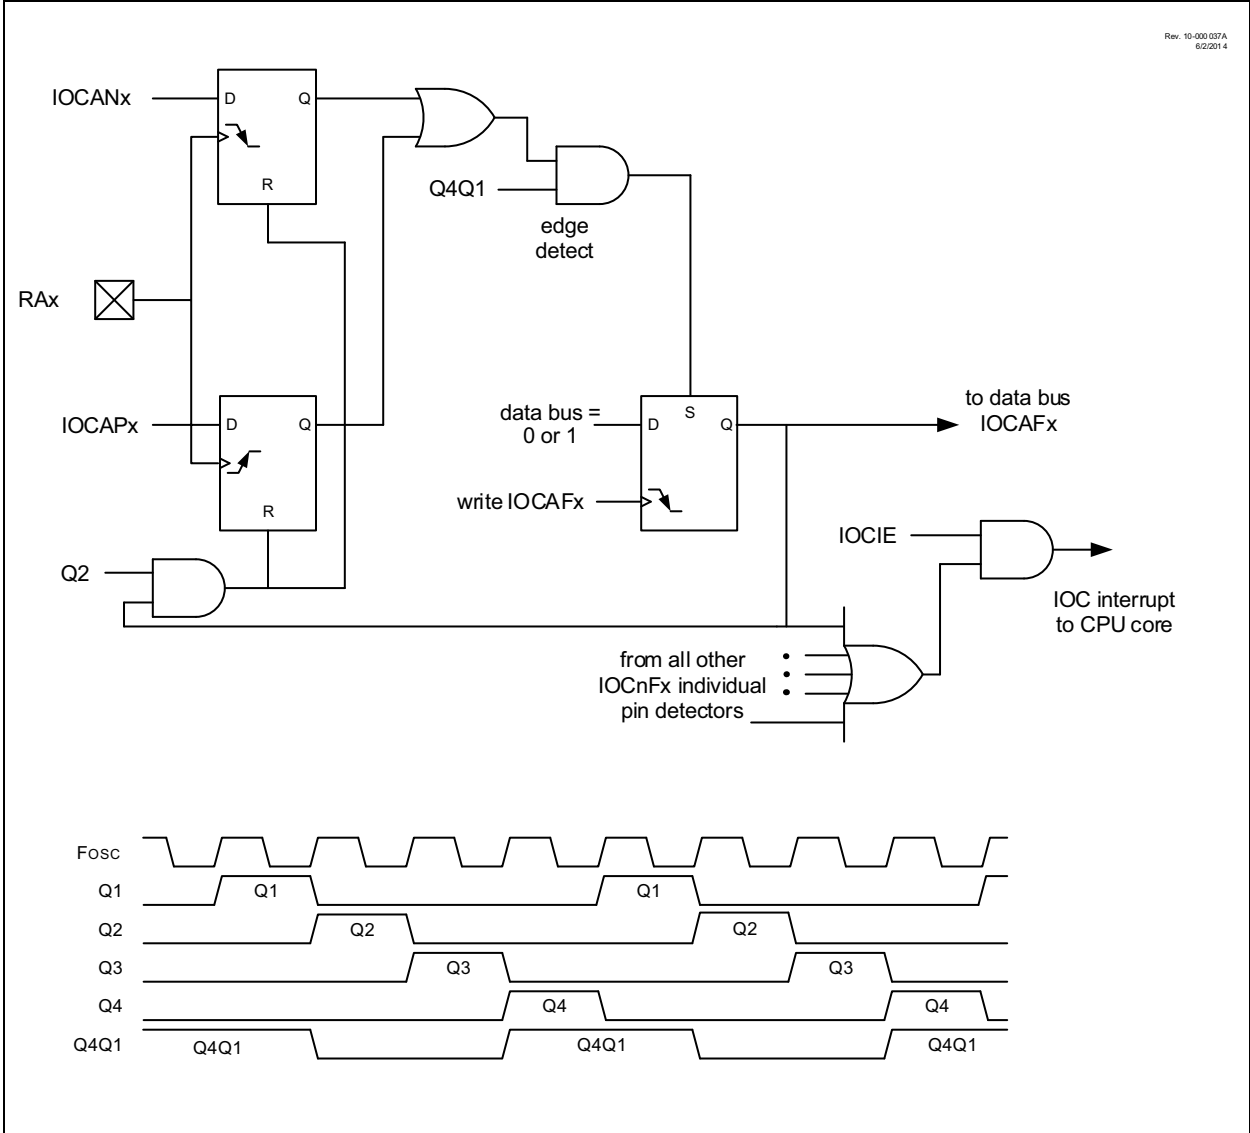 Rev. 10-000037A
6/2/2014
IOCANx
D
Q
R
Q4Q1
edge
detect
RAx
IOCAPx
D
Q
R
data bus =
0 or 1
D
S
Q
to data bus
IOCAFx
write IOCAFx
IOCIE
Q2
IOC interrupt
to CPU core
from all other
IOCnFx individual
pin detectors
FOSC
Q1
Q1
Q1
Q2
Q2
Q2
Q3
Q3
Q3
Q4
Q4
Q4
Q4Q1
Q4Q1
Q4Q1
Q4Q1